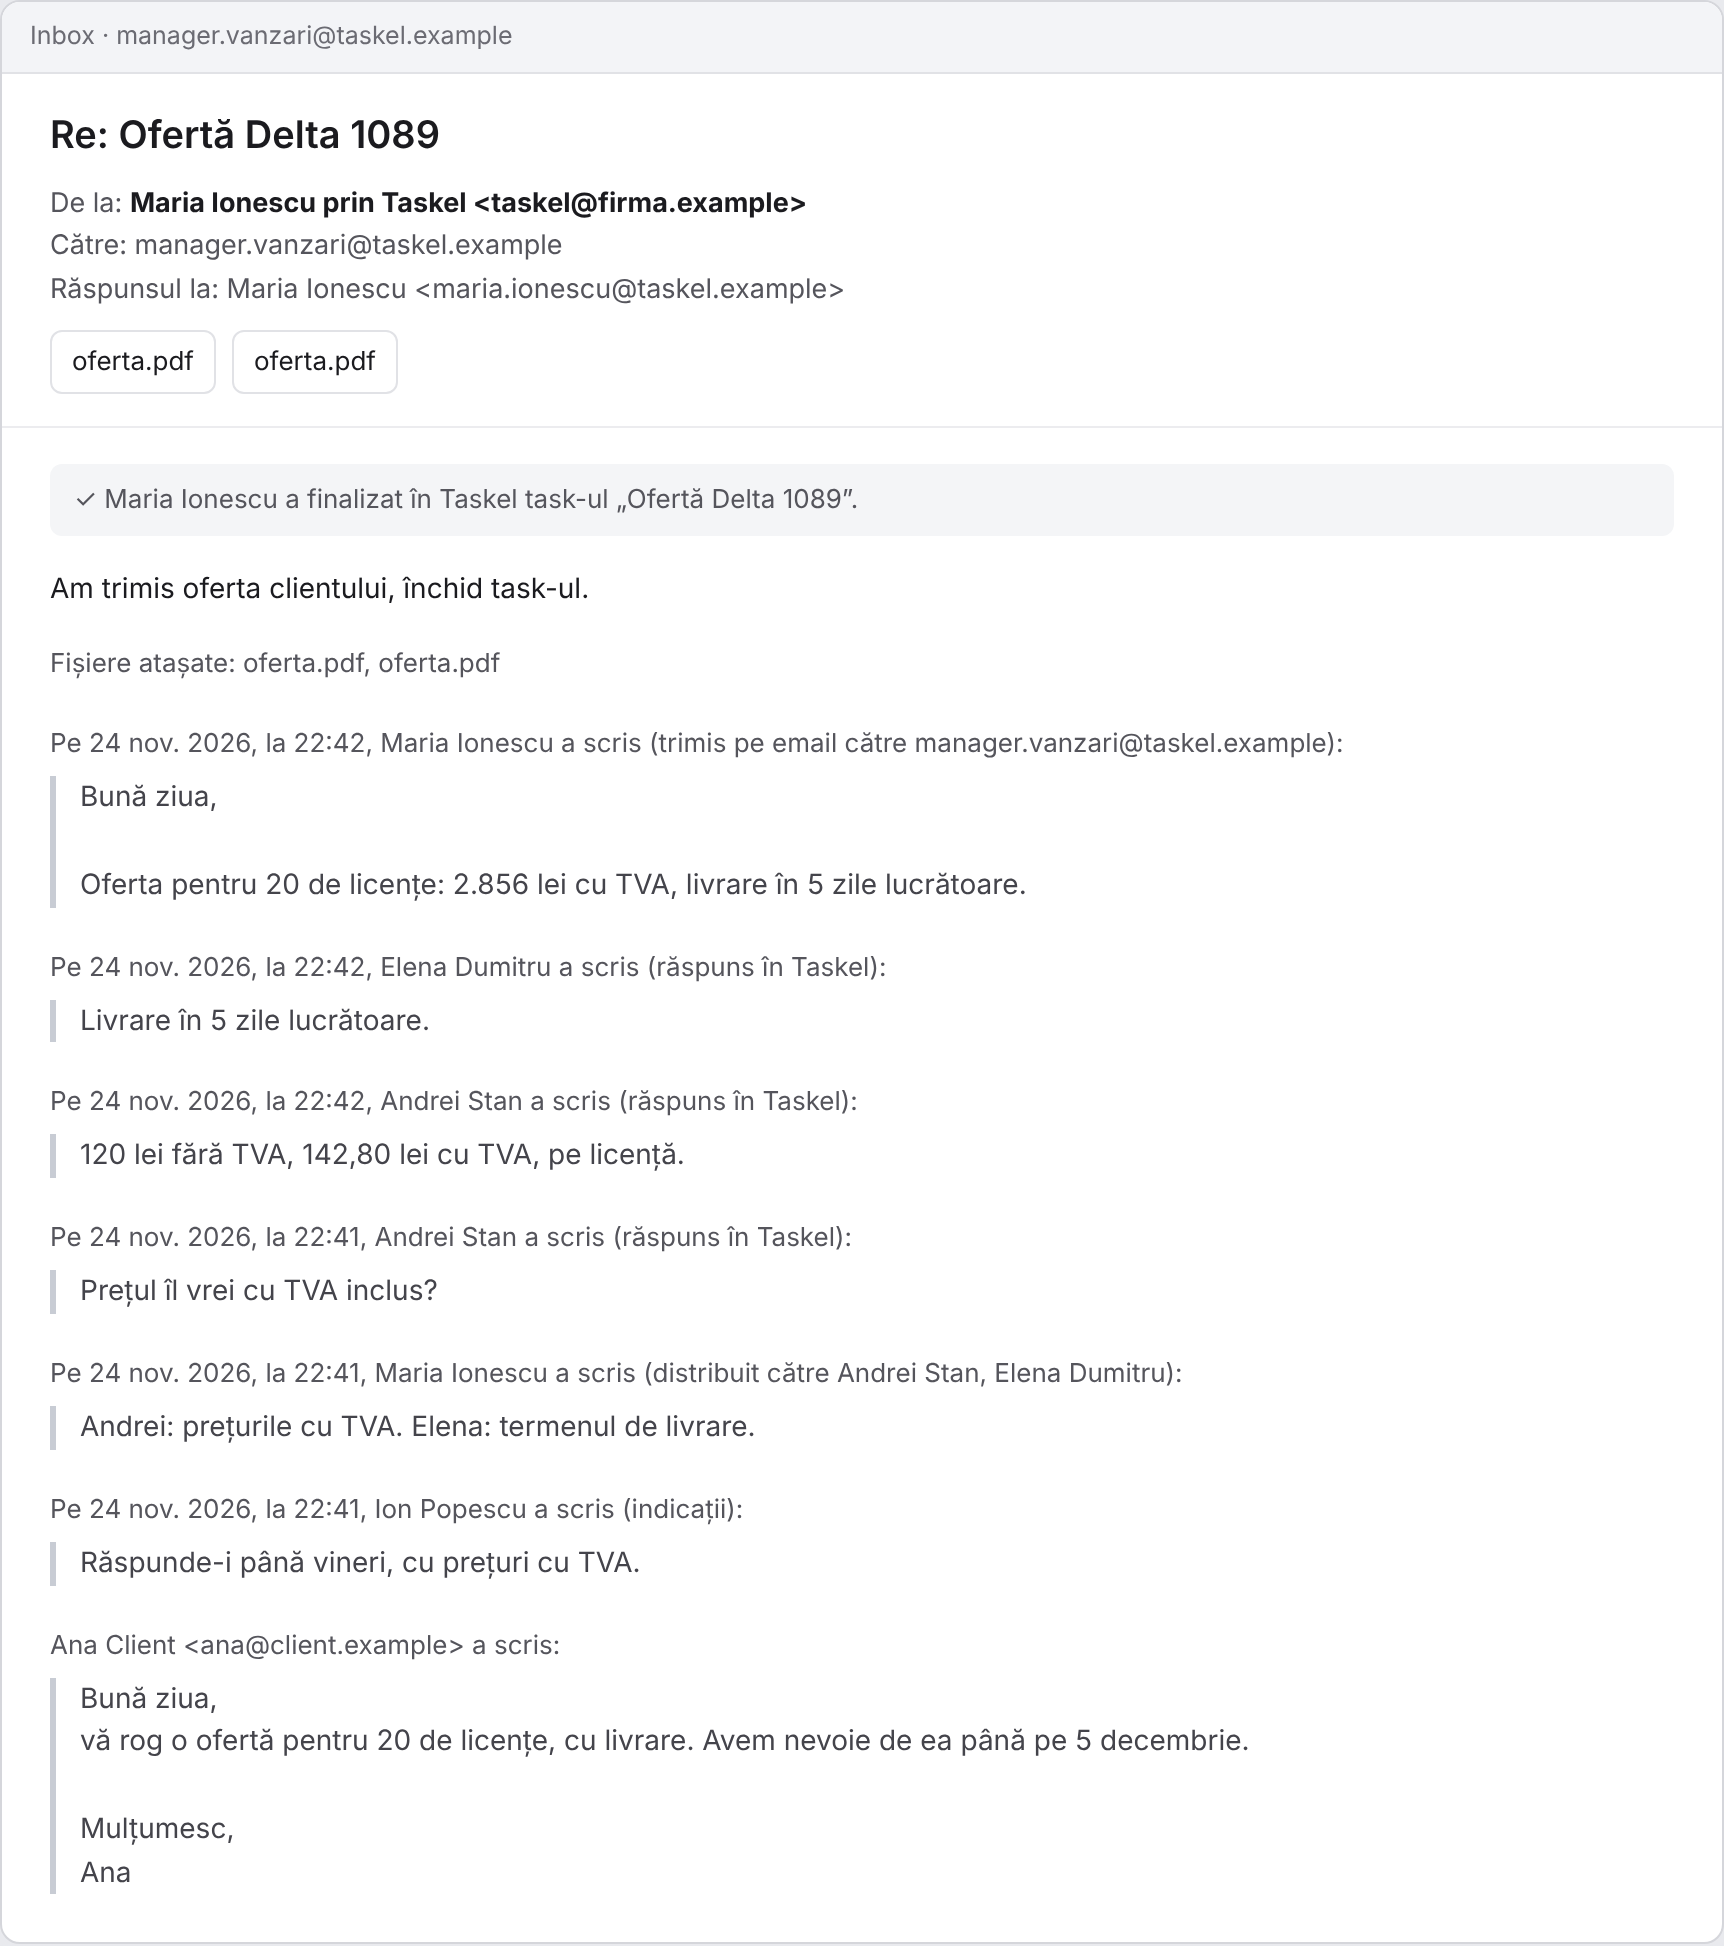 Inbox · manager.vanzari@taskel.example
Re: Ofertă Delta 1089
De la: Maria Ionescu prin Taskel <taskel@firma.example>
Către: manager.vanzari@taskel.example
Răspunsul la: Maria Ionescu <maria.ionescu@taskel.example>
oferta.pdf oferta.pdf
✓ Maria Ionescu a finalizat în Taskel task-ul „Ofertă Delta 1089”.
Am trimis oferta clientului, închid task-ul.
Fișiere atașate: oferta.pdf, oferta.pdf
Pe 24 nov. 2026, la 22:42, Maria Ionescu a scris (trimis pe email către manager.vanzari@taskel.example):
Bună ziua,
Oferta pentru 20 de licențe: 2.856 lei cu TVA, livrare în 5 zile lucrătoare.
Pe 24 nov. 2026, la 22:42, Elena Dumitru a scris (răspuns în Taskel):
Livrare în 5 zile lucrătoare.
Pe 24 nov. 2026, la 22:42, Andrei Stan a scris (răspuns în Taskel):
120 lei fără TVA, 142,80 lei cu TVA, pe licență.
Pe 24 nov. 2026, la 22:41, Andrei Stan a scris (răspuns în Taskel):
Prețul îl vrei cu TVA inclus?
Pe 24 nov. 2026, la 22:41, Maria Ionescu a scris (distribuit către Andrei Stan, Elena Dumitru):
Andrei: prețurile cu TVA. Elena: termenul de livrare.
Pe 24 nov. 2026, la 22:41, Ion Popescu a scris (indicații):
Răspunde-i până vineri, cu prețuri cu TVA.
Ana Client <ana@client.example> a scris:
Bună ziua,
vă rog o ofertă pentru 20 de licențe, cu livrare. Avem nevoie de ea până pe 5 decembrie.
Mulțumesc,
Ana